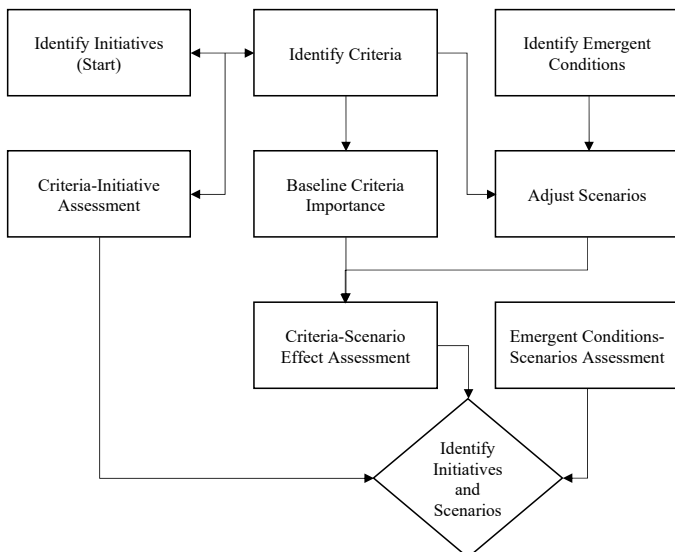 Identify Initiatives
(Start)
Identify Criteria
Identify Emergent
Conditions
Criteria-Initiative
Assessment
Baseline Criteria
Importance
Adjust Scenarios
Criteria-Scenario
Effect Assessment
Emergent Conditions-
Scenarios Assessment
Identify
Initiatives
and
Scenarios